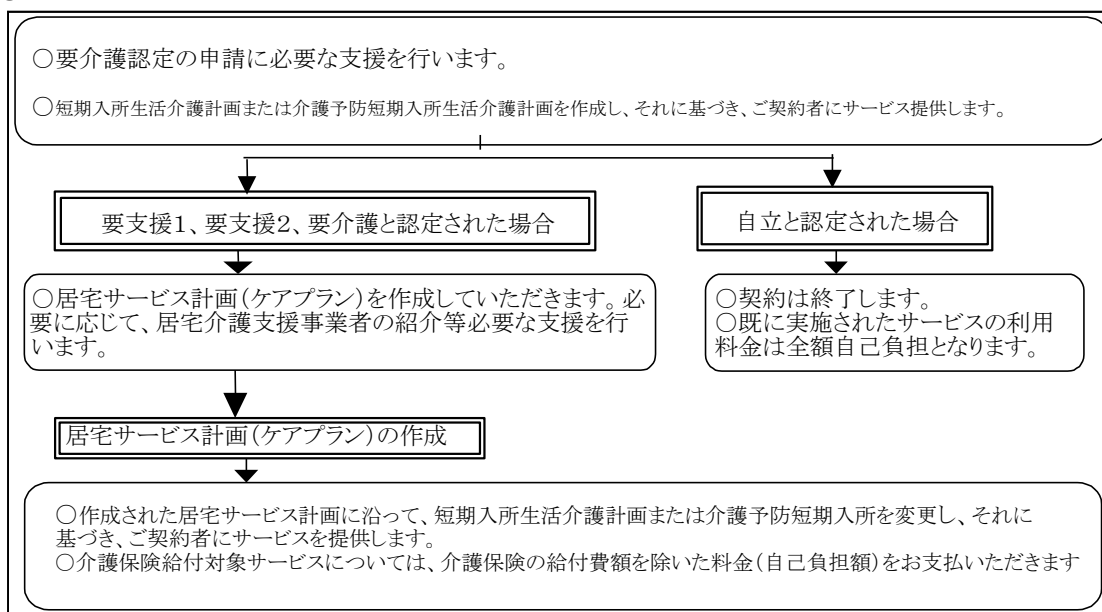 ○要介護認定の申請に必要な支援を行います。
○短期入所生活介護計画または介護予防短期入所生活介護計画を作成し、それに基づき、ご契約者にサービス提供します。
要支援1、要支援2、要介護と認定された場合
自立と認定された場合
○居宅サービス計画(ケアプラン)を作成していただきます。必
要に応じて、居宅介護支援事業者の紹介等必要な支援を行
います。
○契約は終了します。
○既に実施されたサービスの利用
料金は全額自己負担となります。
居宅サービス計画(ケアプラン)の作成
○作成された居宅サービス計画に沿って、短期入所生活介護計画または介護予防短期入所を変更し、それに
基づき、ご契約者にサービスを提供します。
○介護保険給付対象サービスについては、介護保険の給付費額を除いた料金(自己負担額)をお支払いただきます